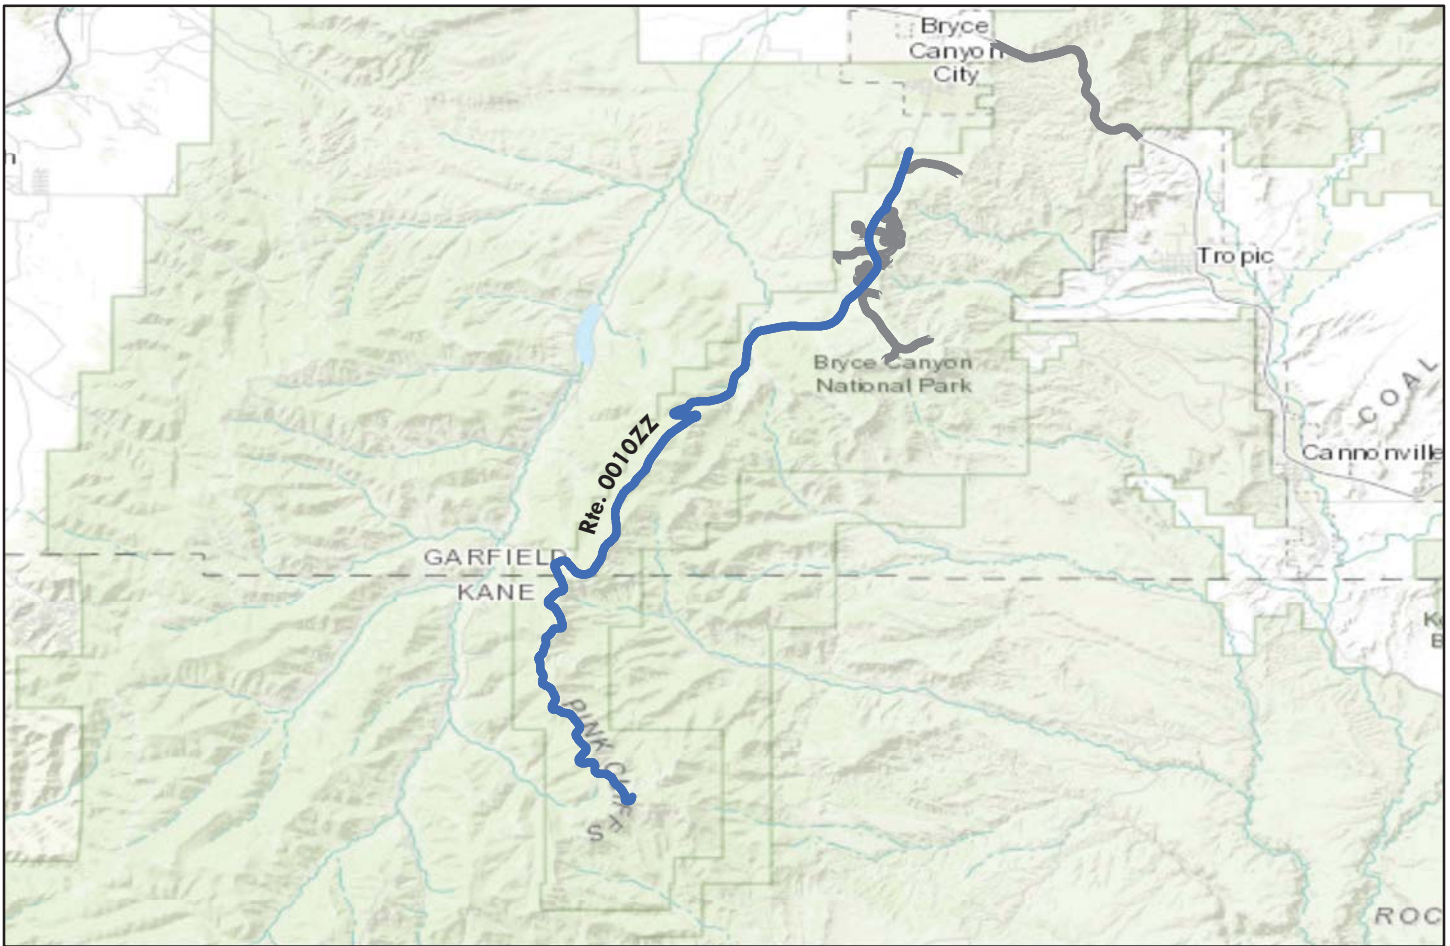 Bryce
Canyon
City
n
Tropic
Bryce Canyon
National Park
COAL
Rte. 0010ZZ
Cannonville
GARFIELD
KANE
PINK CLIFFS
ROC